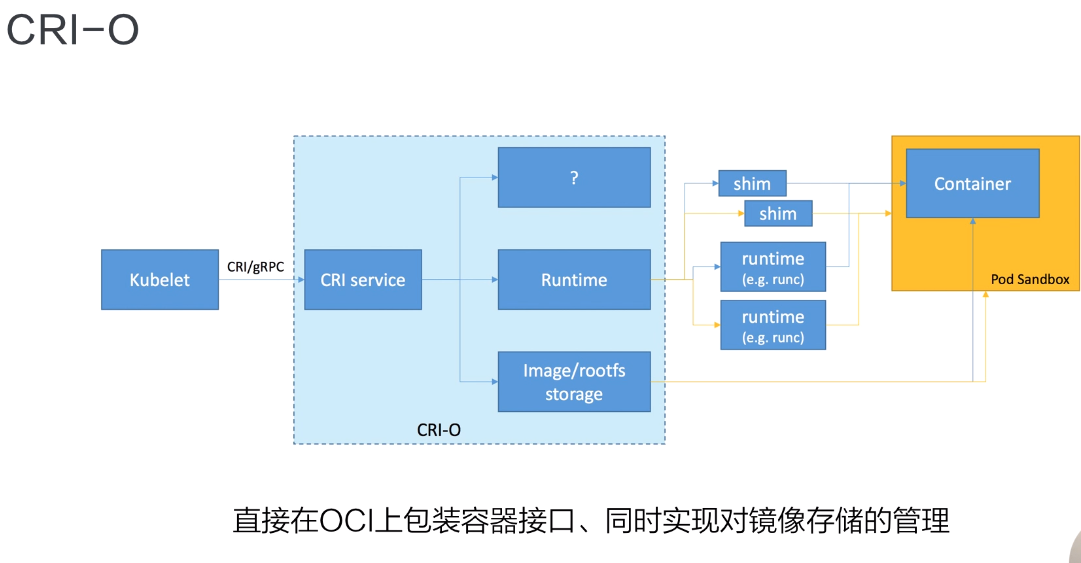 CRI-O
?
shim
Container
shim
Kubelet
CRI/gRPC
CRI service
Runtime
runtime
(e.g. runc)
Pod Sandbox
runtime
(e.g. runc)
Image/rootfs
storage
CRI-O
直接在OCI上包装容器接口、同时实现对镜像存储的管理